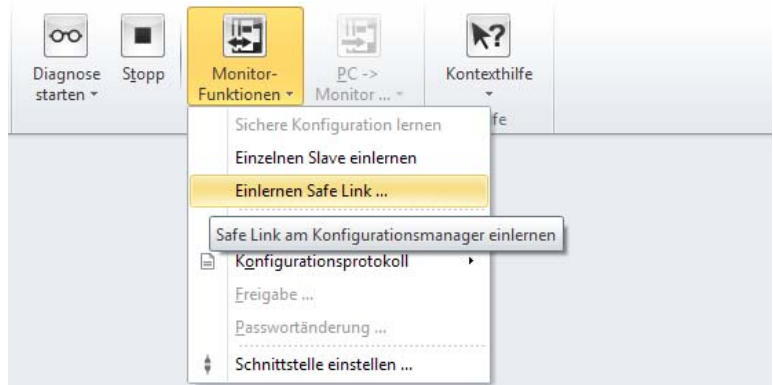 Diagnose
starten
Stopp
Monitor-
Funktionen
PC ->
Monitor ...
Kontexthilfe
fe
Sichere Konfiguration lernen
Einzelnen Slave einlernen
Einlernen Safe Link ...
Safe Link am Konfigurationsmanager einlernen
Konfigurationsprotokoll
Freigabe ...
Passwortänderung ...
Schnittstelle einstellen ...